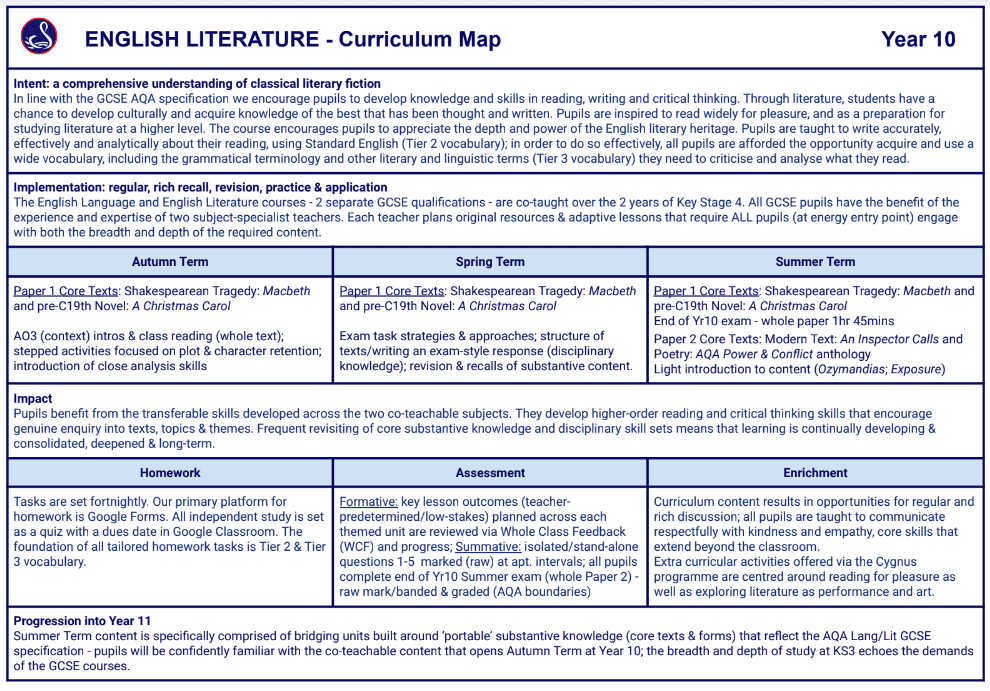 ENGLISH LITERATURE - Curriculum Map
Year 10
Intent: a comprehensive understanding of classical literary fiction
In line with the GCSE AQA specification we encourage pupils to develop knowledge and skills in reading, writing and critical thinking. Through literature, students have a
chance to develop culturally and acquire knowledge of the best that has been thought and written. Pupils are inspired to read widely for pleasure, and as a preparation for
studying literature at a higher level. The course encourages pupils to appreciate the depth and power of the English literary heritage. Pupils are taught to write accurately,
effectively and analytically about their reading, using Standard English (Tier 2 vocabulary); in order to do so effectively, all pupils are afforded the opportunity acquire and use a
wide vocabulary, including the grammatical terminology and other literary and linguistic terms (Tier 3 vocabulary) they need to criticise and analyse what they read.
Implementation: regular, rich recall, revision, practice & application
The English Language and English Literature courses - 2 separate GCSE qualifications - are co-taught over the 2 years of Key Stage 4. All GCSE pupils have the benefit of the
experience and expertise of two subject-specialist teachers. Each teacher plans original resources & adaptive lessons that require ALL pupils (at energy entry point) engage
with both the breadth and depth of the required content.
Autumn Term
Paper 1 Core Texts: Shakespearean Tragedy: Macbeth
and pre-C19th Novel: A Christmas Carol
AO3 (context) intros & class reading (whole text);
stepped activities focused on plot & character retention;
introduction of close analysis skills
Spring Term
Paper 1 Core Texts: Shakespearean Tragedy: Macbeth
and pre-C19th Novel: A Christmas Carol
Exam task strategies & approaches; structure of
texts/writing an exam-style response (disciplinary
knowledge); revision & recalls of substantive content.
Summer Term
Paper 1 Core Texts: Shakespearean Tragedy: Macbeth and
pre-C19th Novel: A Christmas Carol
End of Yr10 exam - whole paper 1hr 45mins
Paper 2 Core Texts: Modern Text: An Inspector Calls and
Poetry: AQA Power & Conflict anthology
Light introduction to content (Ozymandias; Exposure)
Impact
Pupils benefit from the transferable skills developed across the two co-teachable subjects. They develop higher-order reading and critical thinking skills that encourage
genuine enquiry into texts, topics & themes. Frequent revisiting of core substantive knowledge and disciplinary skill sets means that learning is continually developing &
consolidated, deepened & long-term.
Homework
Tasks are set fortnightly. Our primary platform for
homework is Google Forms. All independent study is set
as a quiz with a dues date in Google Classroom. The
foundation of all tailored homework tasks is Tier 2 & Tier
3 vocabulary.
Assessment
Formative: key lesson outcomes (teacher-
predetermined/low-stakes) planned across each
themed unit are reviewed via Whole Class Feedback
(WCF) and progress; Summative: isolated/stand-alone
questions 1-5 marked (raw) at apt. intervals; all pupils
complete end of Yr10 Summer exam (whole Paper 2) -
raw mark/banded & graded (AQA boundaries)
Enrichment
Curriculum content results in opportunities for regular and
rich discussion; all pupils are taught to communicate
respectfully with kindness and empathy, core skills that
extend beyond the classroom.
Extra curricular activities offered via the Cygnus
programme are centred around reading for pleasure as
well as exploring literature as performance and art.
Progression into Year 11
Summer Term content is specifically comprised of bridging units built around ‘portable’ substantive knowledge (core texts & forms) that reflect the AQA Lang/Lit GCSE
specification - pupils will be confidently familiar with the co-teachable content that opens Autumn Term at Year 10; the breadth and depth of study at KS3 echoes the demands
of the GCSE courses.